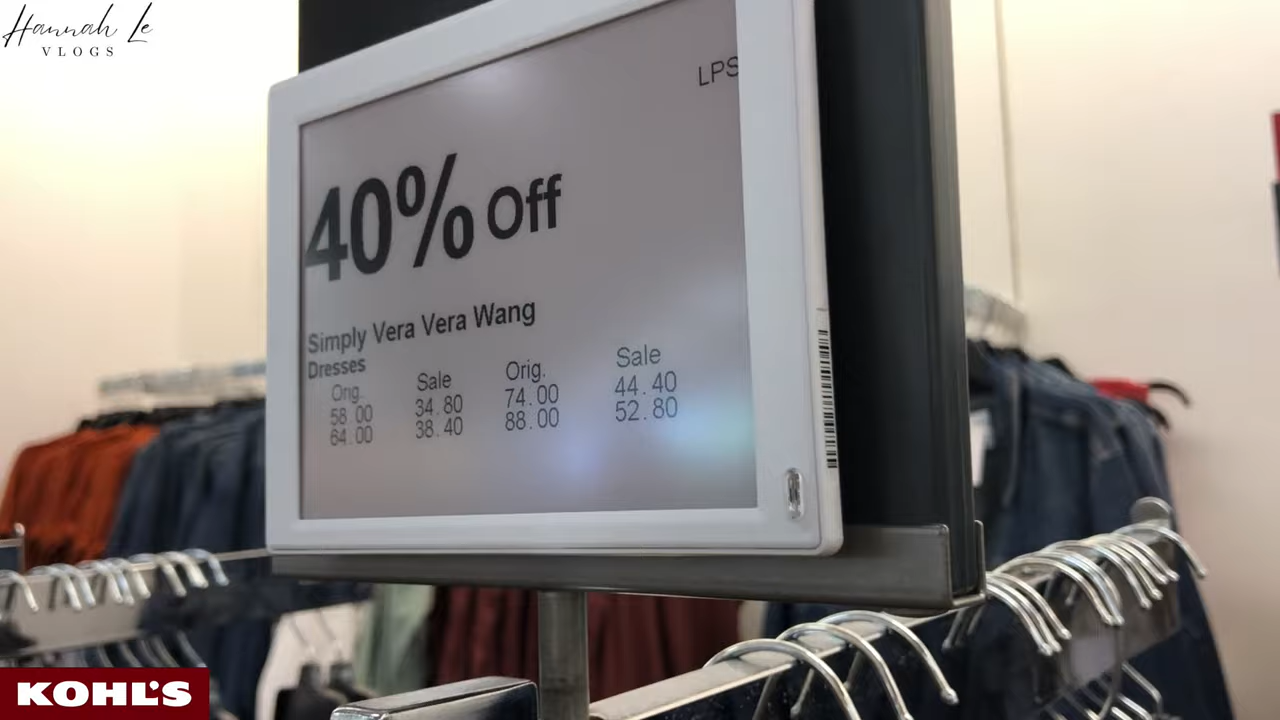 Hannah Le
VLOGS
LPS
40% Off
Simply Vera Vera Wang
Dresses
Orig. Sale Orig. Sale
58.00 34.80 74.00 44.40
64.00 38.40 88.00 52.80
KOHL'S